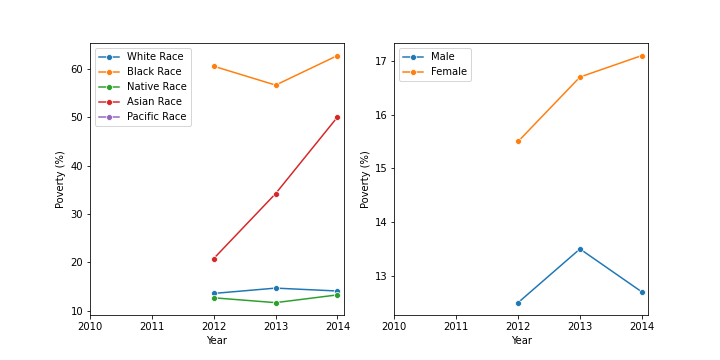 White Race
Black Race
Native Race
Asian Race
Pacific Race
60
50
40
30
20
10
Poverty (%)
2010 2011 2012 2013 2014
Year
Male
Female
17
16
15
14
13
Poverty (%)
2010 2011 2012 2013 2014
Year